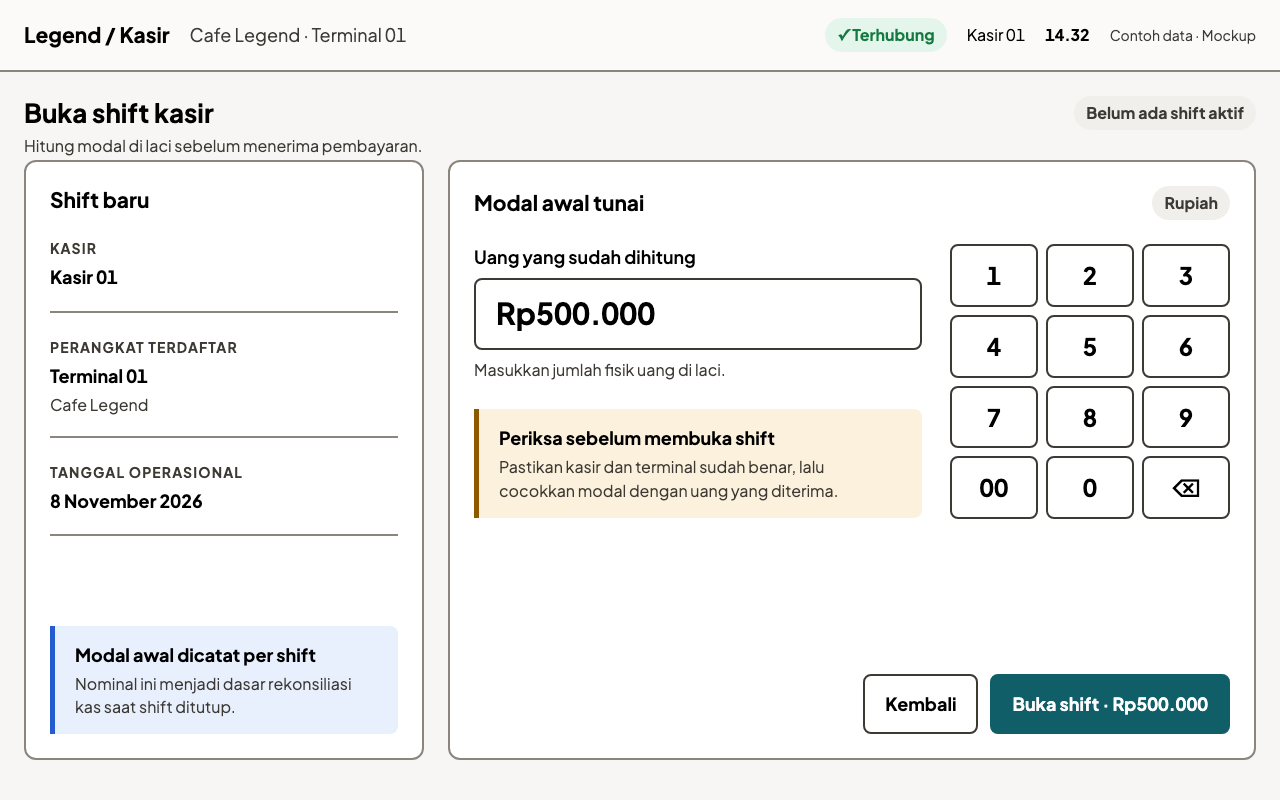 Legend / Kasir
Cafe Legend · Terminal 01
✓Terhubung
Kasir 01
14.32
Contoh data · Mockup
Buka shift kasir
Belum ada shift aktif
Hitung modal di laci sebelum menerima pembayaran.
Shift baru
KASIR
Kasir 01
PERANGKAT TERDAFTAR
Terminal 01
Cafe Legend
TANGGAL OPERASIONAL
8 November 2026
Modal awal dicatat per shift
Nominal ini menjadi dasar rekonsiliasi
kas saat shift ditutup.
Modal awal tunai
Rupiah
Uang yang sudah dihitung
Rp500.000
Masukkan jumlah fisik uang di laci.
Periksa sebelum membuka shift
Pastikan kasir dan terminal sudah benar, lalu
cocokkan modal dengan uang yang diterima.
1 2 3
4 5 6
7 8 9
00 0 ⌫
Kembali
Buka shift · Rp500.000